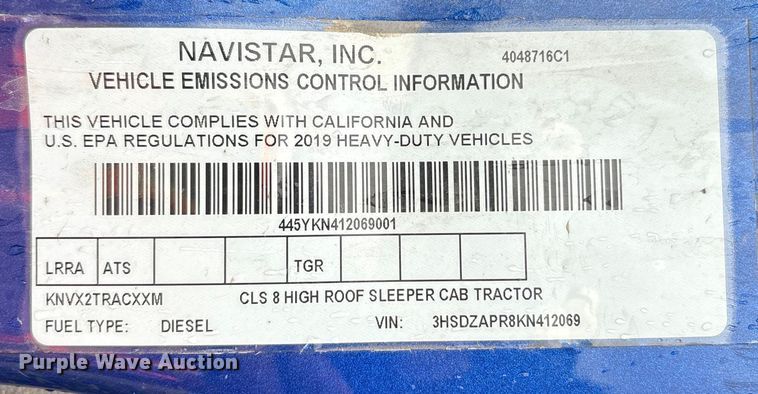 NAVISTAR, INC. 4048716C1
VEHICLE EMISSIONS CONTROL INFORMATION
THIS VEHICLE COMPLIES WITH CALIFORNIA AND
U.S. EPA REGULATIONS FOR 2019 HEAVY-DUTY VEHICLES
445YKN412069001
LRRA ATS TGR
KNVX2TRACXXM CLS 8 HIGH ROOF SLEEPER CAB TRACTOR
FUEL TYPE: DIESEL VIN: 3HSDZAPR8KN412069
Purple Wave Auction